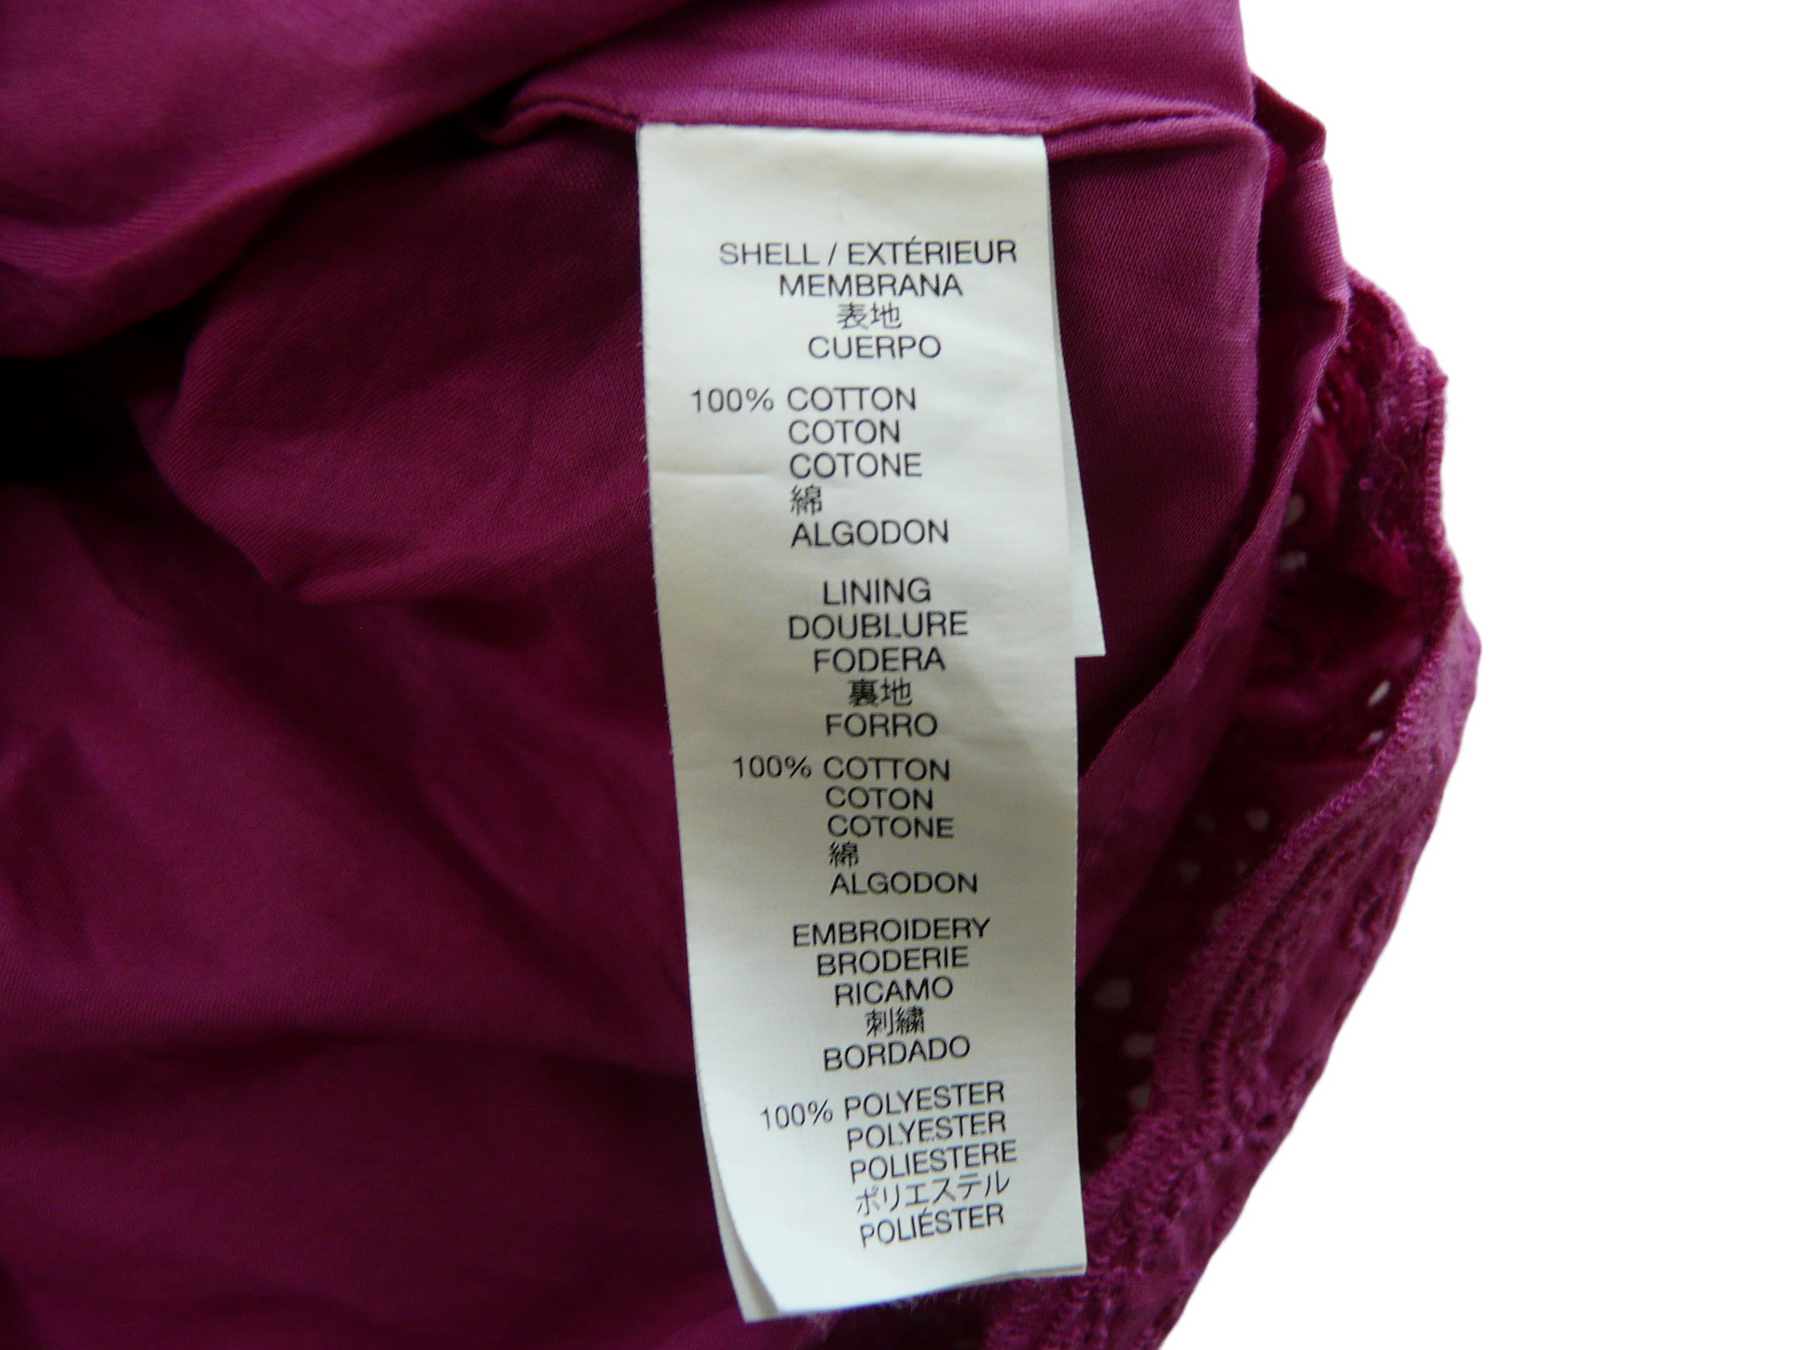 SHELL / EXTÉRIEUR
MEMBRANA
表地
CUERPO
100% COTTON
COTON
COTONE
綿
ALGODON
LINING
DOUBLURE
FODERA
裏地
FORRO
100% COTTON
COTON
COTONE
綿
ALGODON
EMBROIDERY
BRODERIE
RICAMO
刺繍
BORDADO
100% POLYESTER
POLYESTER
POLIESTERE
ポリエステル
POLIÉSTER